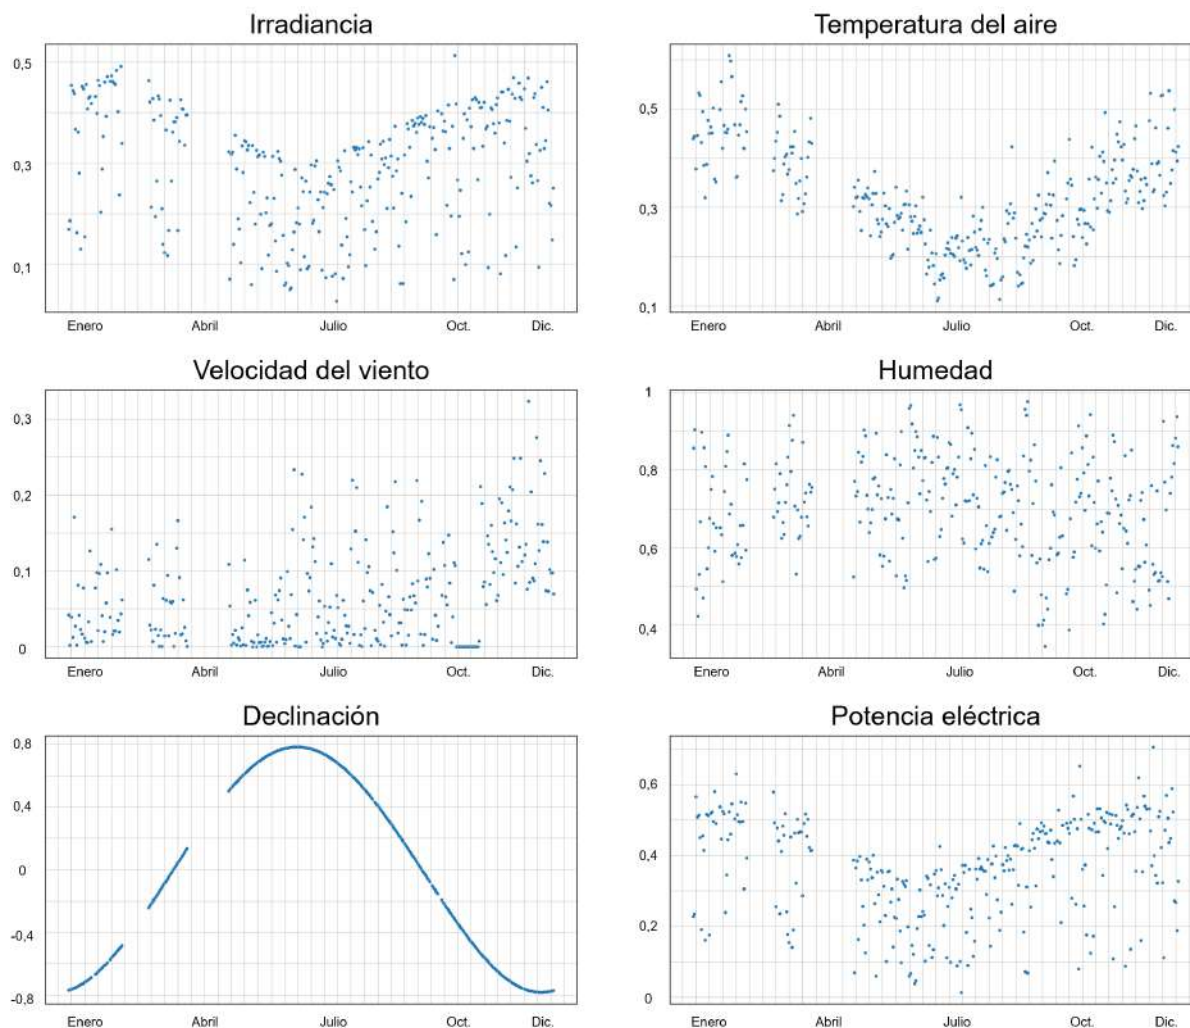 Irradiancia
0,5
0,3
0,1
Enero Abril Julio Oct. Dic.
Temperatura del aire
0,5
0,3
0,1
Enero Abril Julio Oct. Dic.
Velocidad del viento
0,3
0,2
0,1
0
Enero Abril Julio Oct. Dic.
Humedad
1
0,8
0,6
0,4
Enero Abril Julio Oct. Dic.
Declinación
0,8
0,4
0
-0,4
-0,8
Enero Abril Julio Oct. Dic.
Potencia eléctrica
0,6
0,4
0,2
0
Enero Abril Julio Oct. Dic.